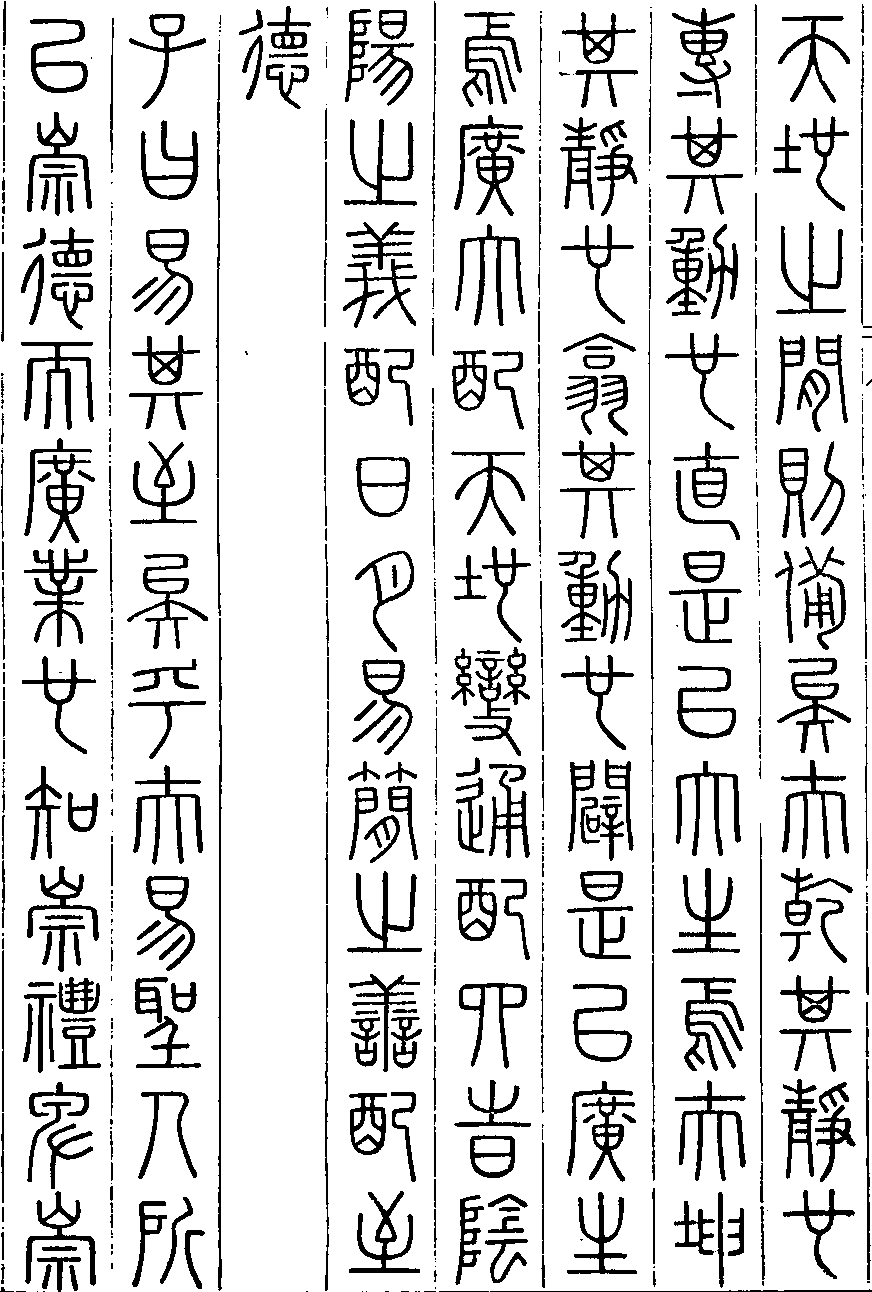 天地之閒則備矣夫乾其靜也
專其動也直是以大生焉夫坤
其靜也翕其動也闢是以廣生
焉廣大配天地變通配四時陰
陽之義配日月易簡之善配至
德
子曰易其至矣乎夫易聖人所
以崇德而廣業也知崇禮卑崇